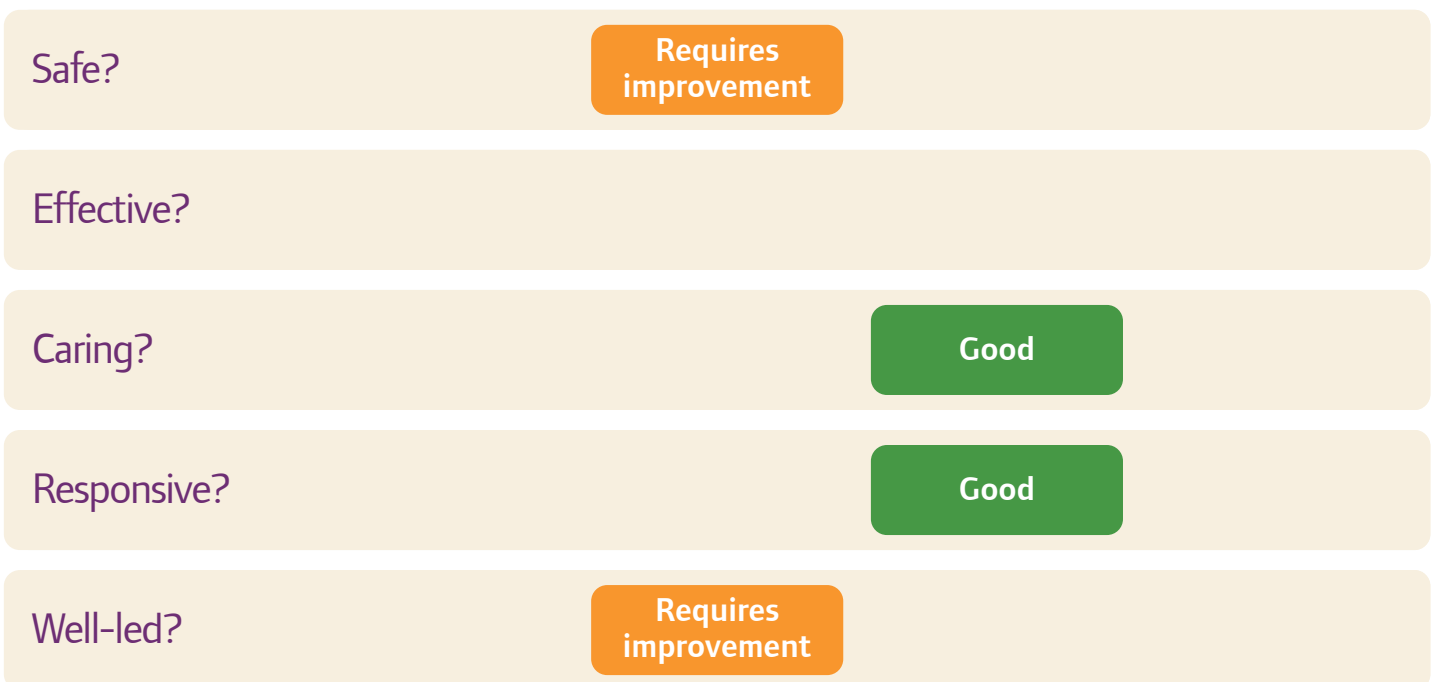 Safe?
Requires
improvement
Effective?
Caring?
Good
Responsive?
Good
Well-led?
Requires
improvement